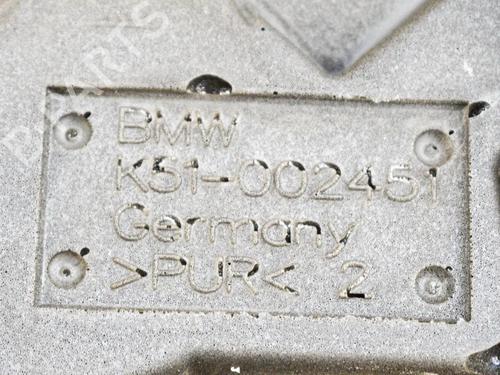 BMW
K51-002451
Germany
>PUR< 2